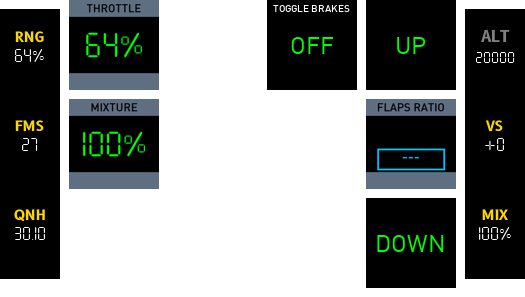 RNG
64%
FMS
27
QNH
30.10
THROTTLE
64%
MIXTURE
100%
TOGGLE BRAKES
OFF
UP
FLAPS RATIO
---
DOWN
ALT
20000
VS
+0
MIX
100%